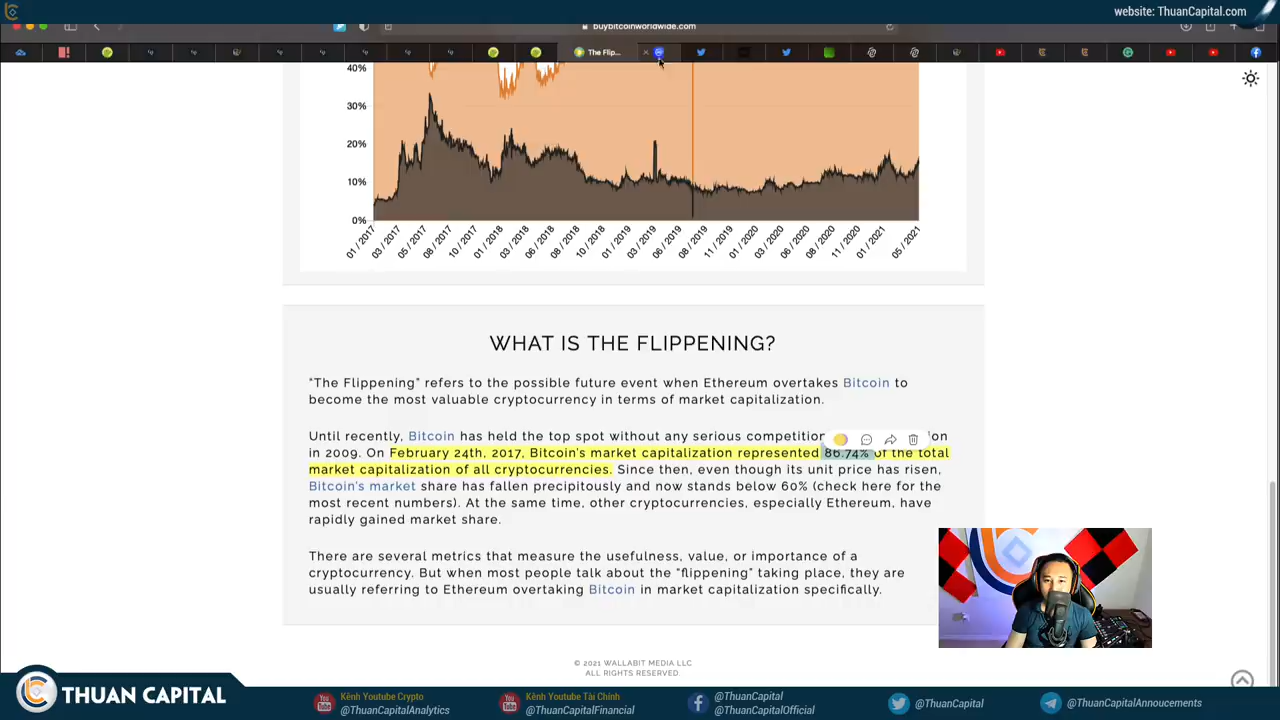 website: ThuanCapital.com
buybitcoinworldwide.com
The Flip...
40%
30%
20%
10%
0%
01 / 2017
03 / 2017
05 / 2017
08 / 2017
10 / 2017
01 / 2018
03 / 2018
06 / 2018
08 / 2018
10 / 2018
01 / 2019
03 / 2019
06 / 2019
08 / 2019
11 / 2019
01 / 2020
03 / 2020
06 / 2020
08 / 2020
11 / 2020
01 / 2021
05 / 2021
WHAT IS THE FLIPPENING?
“The Flippening” refers to the possible future event when Ethereum overtakes Bitcoin to
become the most valuable cryptocurrency in terms of market capitalization.
Until recently, Bitcoin has held the top spot without any serious competition
in 2009. On February 24th, 2017, Bitcoin’s market capitalization represented 86.74% of the total
market capitalization of all cryptocurrencies. Since then, even though its unit price has risen,
Bitcoin’s market share has fallen precipitously and now stands below 60% (check here for the
most recent numbers). At the same time, other cryptocurrencies, especially Ethereum, have
rapidly gained market share.
There are several metrics that measure the usefulness, value, or importance of a
cryptocurrency. But when most people talk about the “flippening” taking place, they are
usually referring to Ethereum overtaking Bitcoin in market capitalization specifically.
© 2021 WALLABIT MEDIA LLC
ALL RIGHTS RESERVED.
THUAN CAPITAL
Kênh Youtube Crypto
@ThuanCapitalAnalytics
Kênh Youtube Tài Chính
@ThuanCapitalFinancial
@ThuanCapital
@ThuanCapitalOfficial
@ThuanCapital
@ThuanCapitalAnnoucements